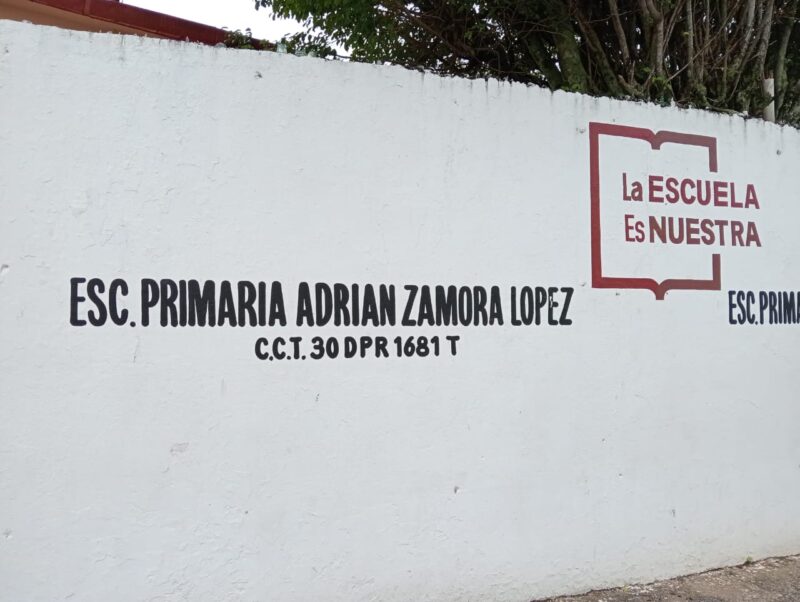 La ESCUELA
Es NUESTRA
ESC. PRIMARIA ADRIAN ZAMORA LOPEZ
C.C.T. 30 DPR 1681 T
ESC. PRIMA